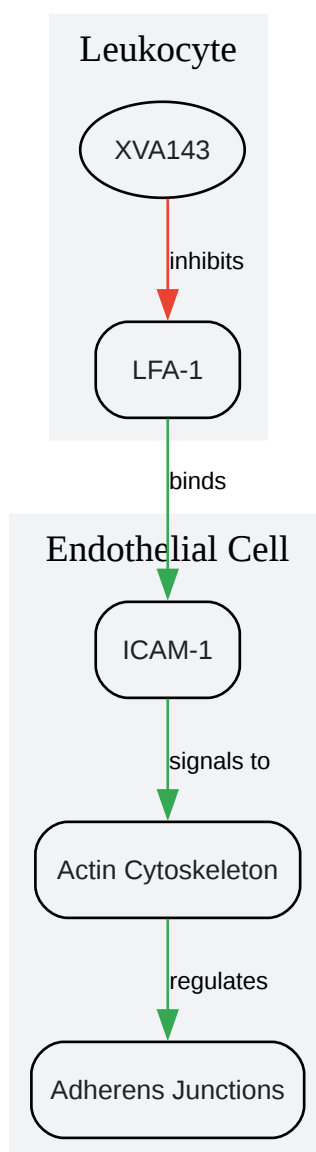 Leukocyte
XVA143
inhibits
LFA-1
binds
Endothelial Cell
ICAM-1
signals to
Actin Cytoskeleton
regulates
Adherens Junctions